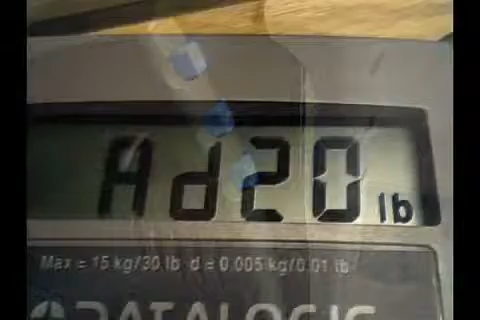 Ad20 lb
Max = 15 kg/30 lb d = 0.005 kg/0.01 lb
DATALOGIC